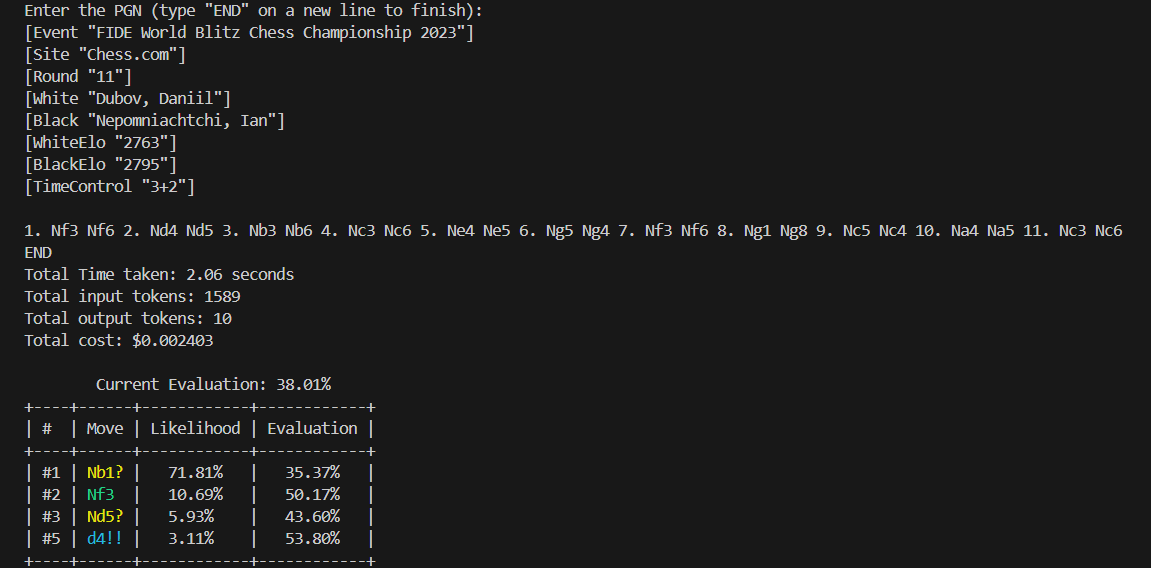 Enter the PGN (type "END" on a new line to finish):
[Event "FIDE World Blitz Chess Championship 2023"]
[Site "Chess.com"]
[Round "11"]
[White "Dubov, Daniil"]
[Black "Nepomniachtchi, Ian"]
[WhiteElo "2763"]
[BlackElo "2795"]
[TimeControl "3+2"]
1. Nf3 Nf6 2. Nd4 Nd5 3. Nb3 Nb6 4. Nc3 Nc6 5. Ne4 Ne5 6. Ng5 Ng4 7. Nf3 Nf6 8. Ng1 Ng8 9. Nc5 Nc4 10. Na4 Na5 11. Nc3 Nc6
END
Total Time taken: 2.06 seconds
Total input tokens: 1589
Total output tokens: 10
Total cost: $0.002403
Current Evaluation: 38.01%
+----+------+------------+------------+
| #  | Move | Likelihood | Evaluation |
+----+------+------------+------------+
| #1 | Nb1? |   71.81%   |   35.37%   |
| #2 | Nf3  |   10.69%   |   50.17%   |
| #3 | Nd5? |   5.93%    |   43.60%   |
| #5 | d4!! |   3.11%    |   53.80%   |
+----+------+------------+------------+